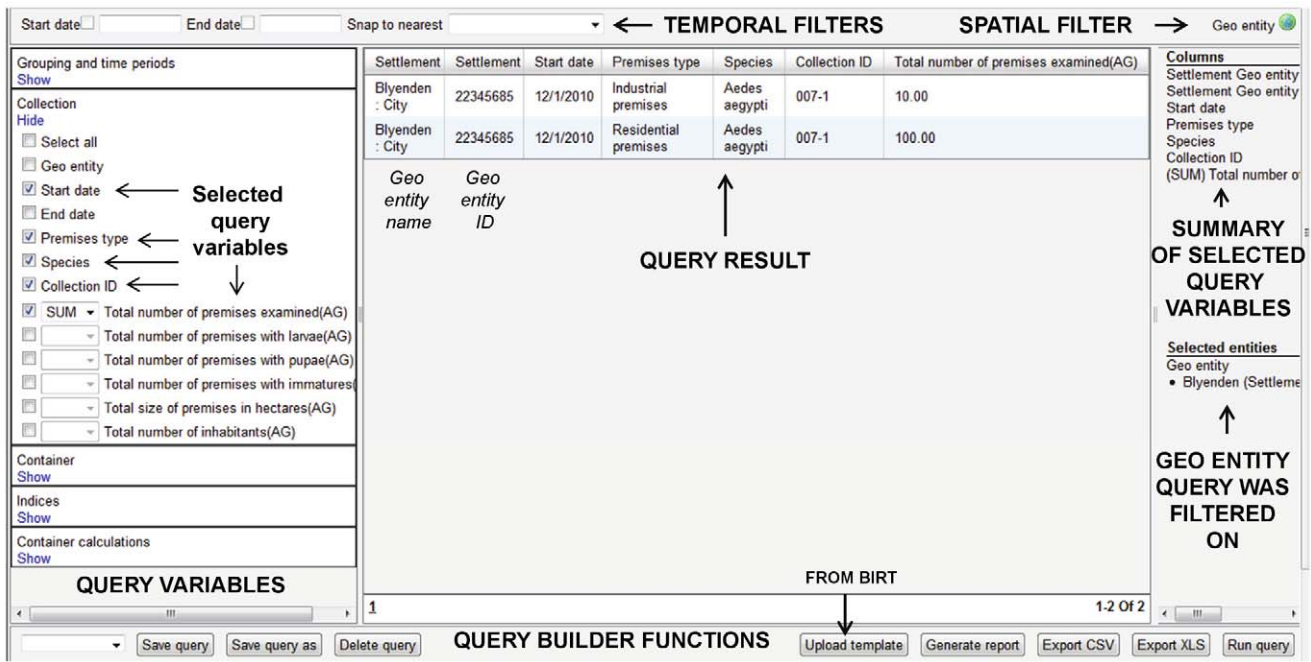 Start date End date Snap to nearest ← TEMPORAL FILTERS SPATIAL FILTER → Geo entity
Grouping and time periods
Show
Collection
Hide
Select all
Geo entity
Start date
End date
Premises type
Species
Collection ID
SUM Total number of premises examined(AG)
Total number of premises with larvae(AG)
Total number of premises with pupae(AG)
Total number of premises with immatures(
Total size of premises in hectares(AG)
Total number of inhabitants(AG)
Selected
query
variables
Container
Show
Indices
Show
Container calculations
Show
QUERY VARIABLES
Settlement Settlement Start date Premises type Species Collection ID Total number of premises examined(AG)
Blyenden
: City
22345685 12/1/2010
Industrial
premises
Aedes
aegypti
007-1 10.00
Blyenden
: City
22345685 12/1/2010
Residential
premises
Aedes
aegypti
007-1 100.00
Geo
entity
name
Geo
entity
ID
QUERY RESULT
FROM BIRT
1 1-2 Of 2
Columns
Settlement Geo entity
Settlement Geo entity
Start date
Premises type
Species
Collection ID
(SUM) Total number o
SUMMARY
OF SELECTED
QUERY
VARIABLES
Selected entities
Geo entity
• Blyenden (Settleme
GEO ENTITY
QUERY WAS
FILTERED
ON
Save query Save query as Delete query QUERY BUILDER FUNCTIONS Upload template Generate report Export CSV Export XLS Run query